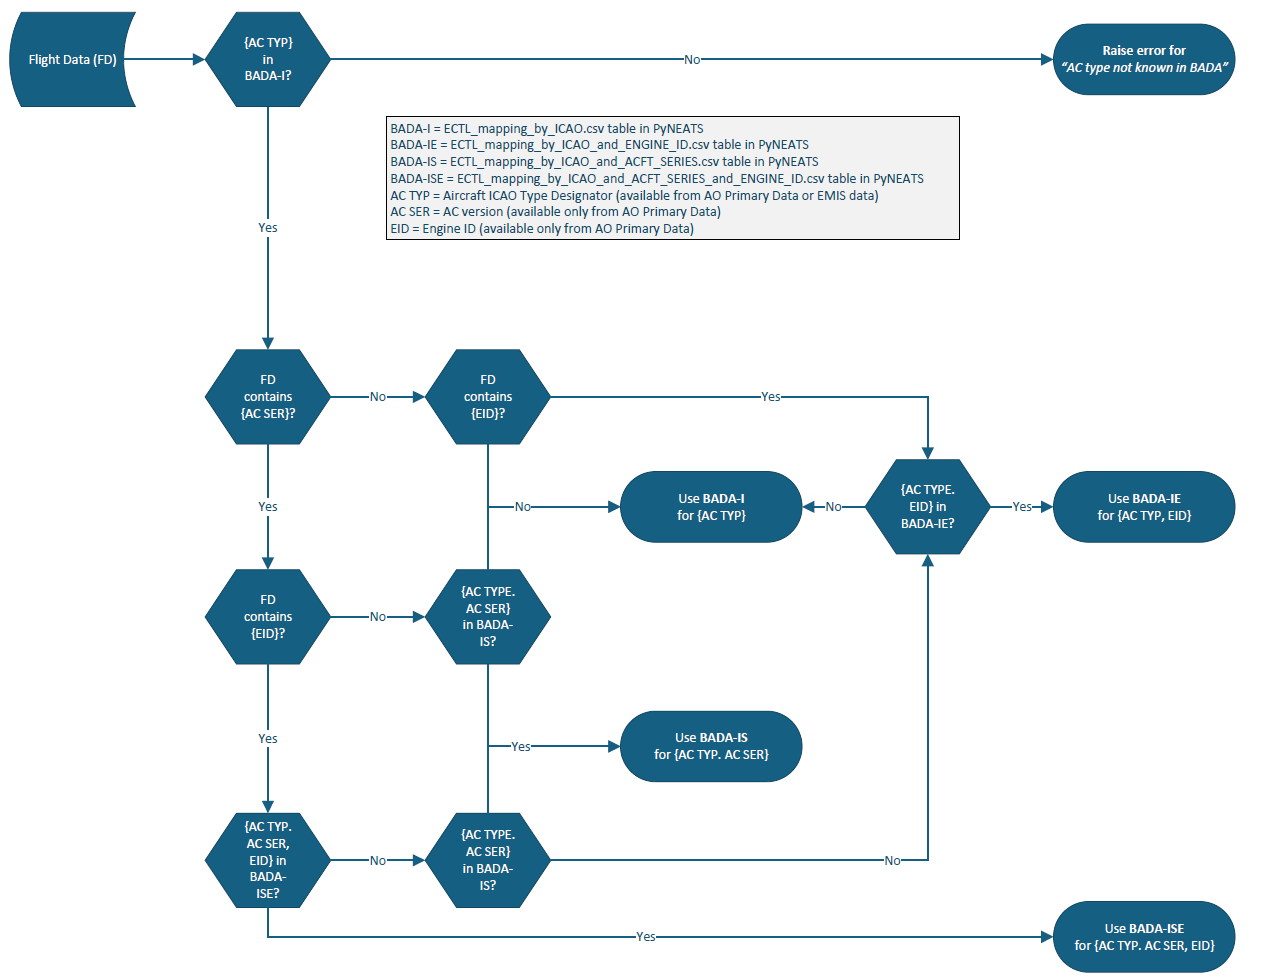 Flight Data (FD)
{AC TYP}
in
BADA-I?
No
Raise error for
“AC type not known in BADA”
BADA-I = ECTL_mapping_by_ICAO.csv table in PyNEATS
BADA-IE = ECTL_mapping_by_ICAO_and_ENGINE_ID.csv table in PyNEATS
BADA-IS = ECTL_mapping_by_ICAO_and_ACFT_SERIES.csv table in PyNEATS
BADA-ISE = ECTL_mapping_by_ICAO_and_ACFT_SERIES_and_ENGINE_ID.csv table in PyNEATS
AC TYP = Aircraft ICAO Type Designator (available from AO Primary Data or EMIS data)
AC SER = AC version (available only from AO Primary Data)
EID = Engine ID (available only from AO Primary Data)
Yes
FD
contains
{AC SER}?
No
FD
contains
{EID}?
Yes
Yes
No
Use BADA-I
for {AC TYP}
No
{AC TYPE.
EID} in
BADA-IE?
Yes
Use BADA-IE
for {AC TYP, EID}
FD
contains
{EID}?
No
{AC TYPE.
AC SER}
in BADA-
IS?
Yes
Yes
Use BADA-IS
for {AC TYP. AC SER}
{AC TYP.
AC SER,
EID} in
BADA-
ISE?
No
{AC TYPE.
AC SER}
in BADA-
IS?
No
Yes
Use BADA-ISE
for {AC TYP. AC SER, EID}